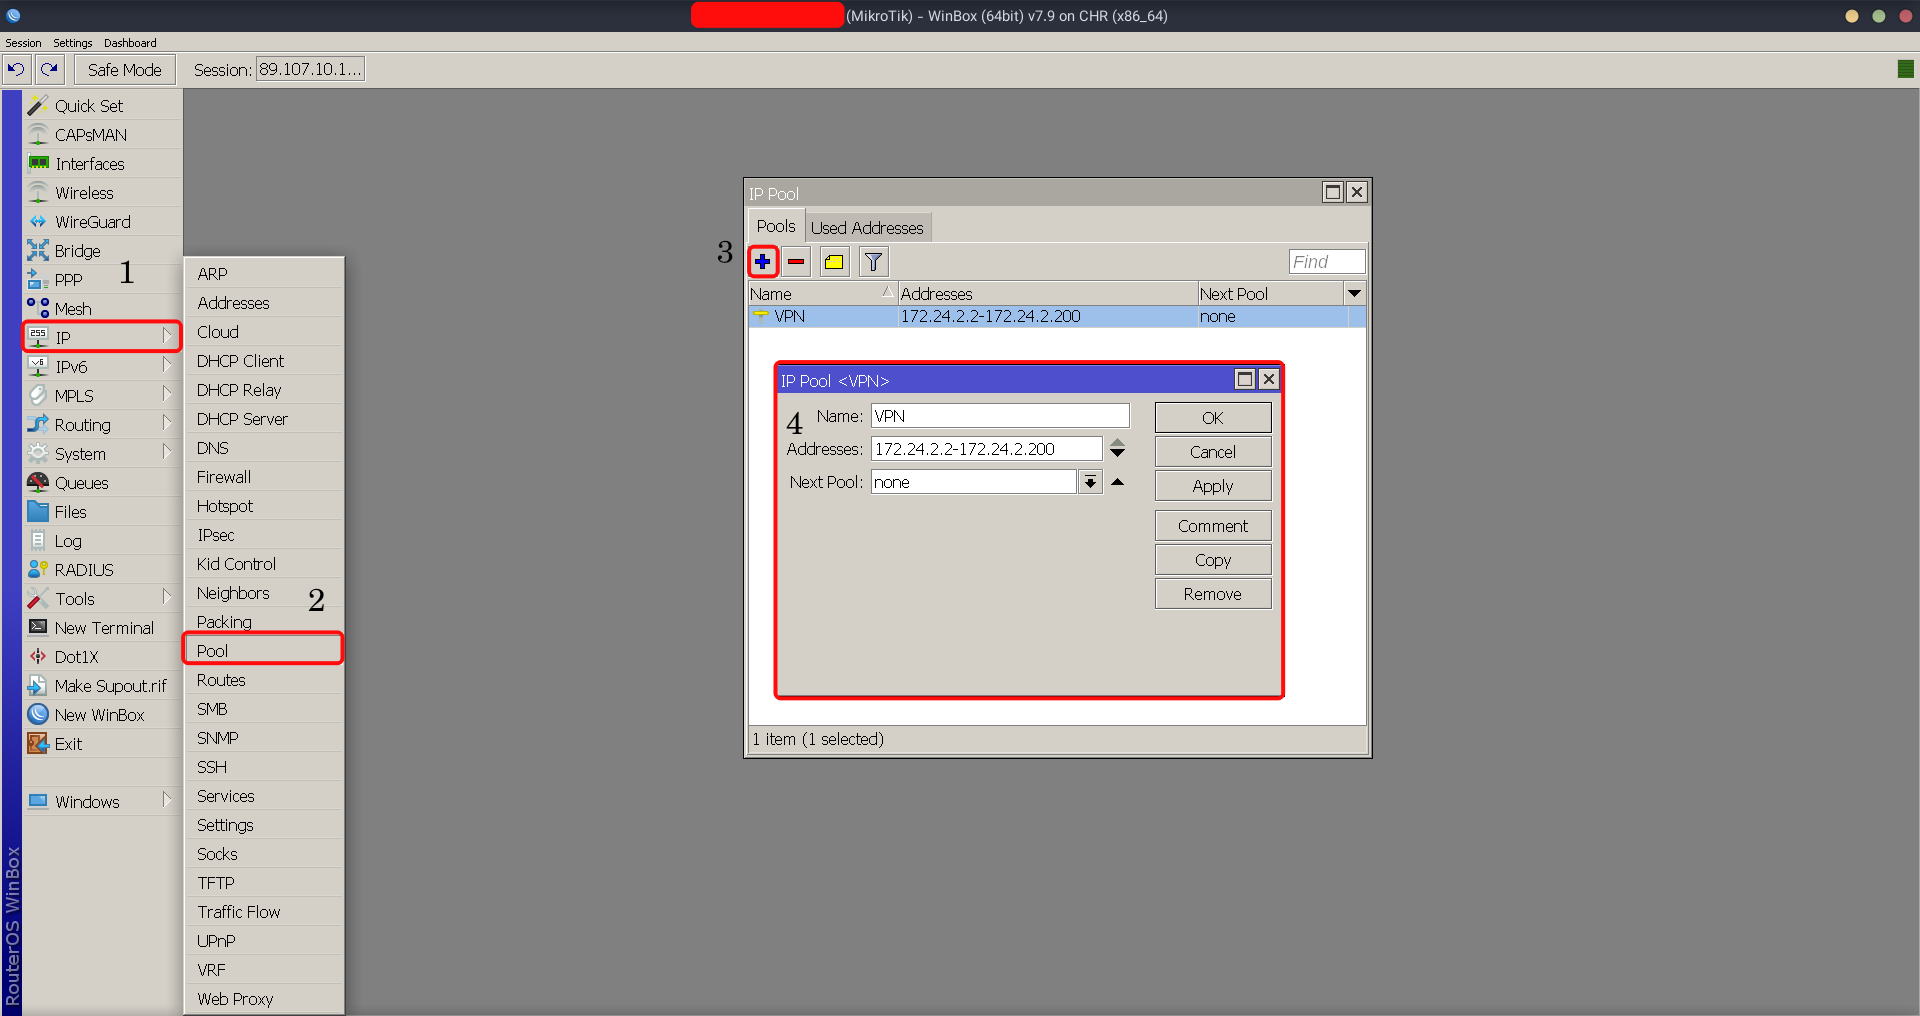 (MikroTik) - WinBox (64bit) v7.9 on CHR (x86_64)
Session Settings Dashboard
Safe Mode Session: 89.107.10.1...
Quick Set
CAPsMAN
Interfaces
Wireless
WireGuard
Bridge
PPP
Mesh
IP
IPv6
MPLS
Routing
System
Queues
Files
Log
RADIUS
Tools
New Terminal
Dot1X
Make Supout.rif
New WinBox
Exit
Windows
RouterOS WinBox
1
ARP
Addresses
Cloud
DHCP Client
DHCP Relay
DHCP Server
DNS
Firewall
Hotspot
IPsec
Kid Control
Neighbors
2
Packing
Pool
Routes
SMB
SNMP
SSH
Services
Settings
Socks
TFTP
Traffic Flow
UPnP
VRF
Web Proxy
IP Pool
Pools Used Addresses
3
Find
Name Addresses Next Pool
VPN 172.24.2.2-172.24.2.200 none
IP Pool <VPN>
4
Name: VPN
Addresses: 172.24.2.2-172.24.2.200
Next Pool: none
OK
Cancel
Apply
Comment
Copy
Remove
1 item (1 selected)